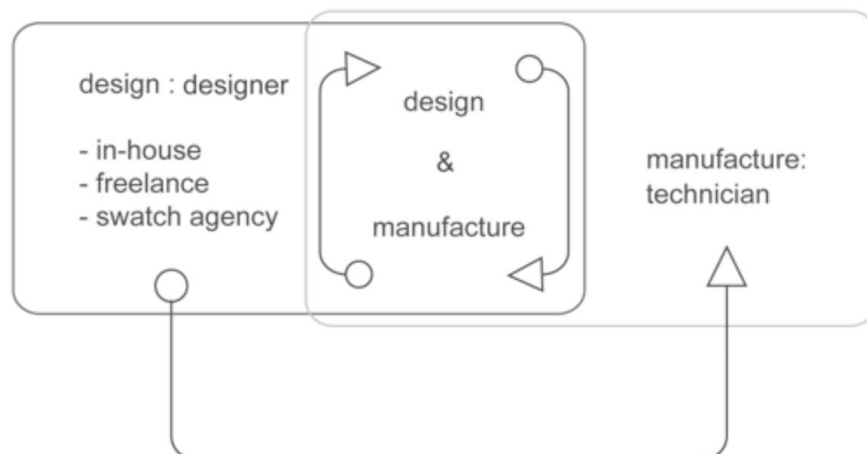 design : designer
- in-house
- freelance
- swatch agency
design
&
manufacture
manufacture:
technician